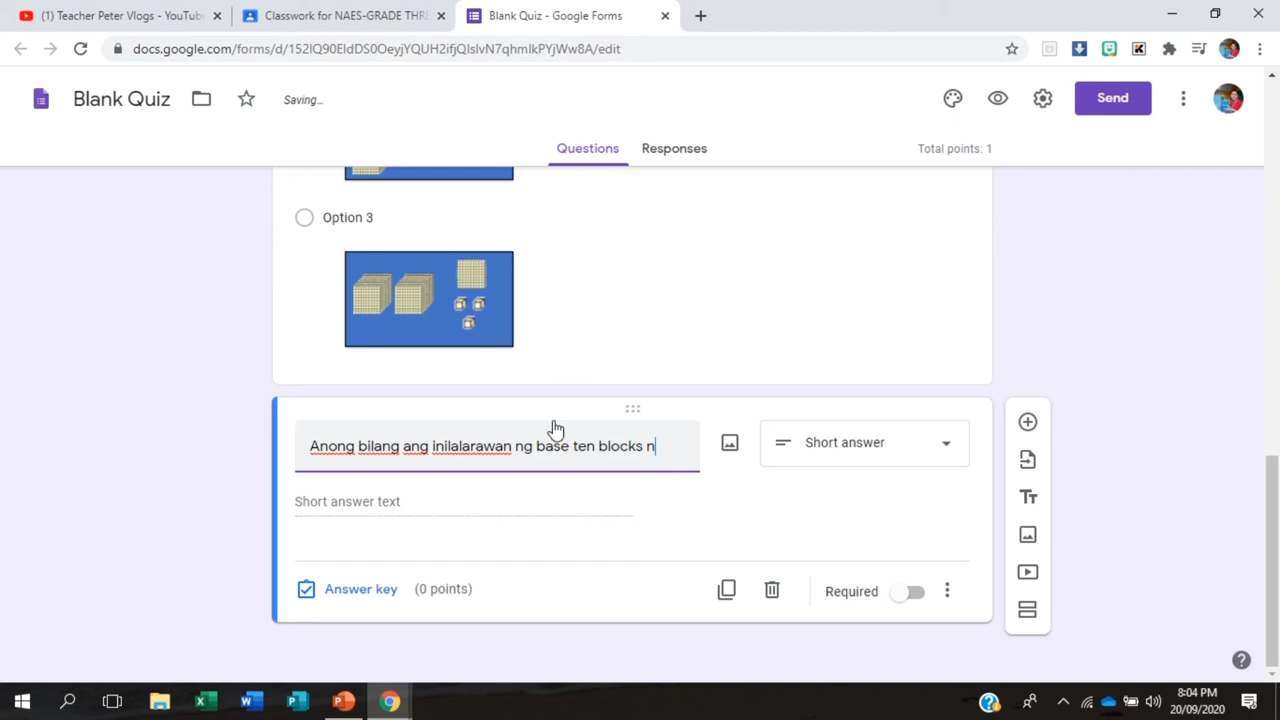 (1) Teacher Peter Vlogs - YouTube
Classwork for NAES-GRADE THRE
Blank Quiz - Google Forms
docs.google.com/forms/d/152IQ90EIdDS0OeyjYQUH2ifjQIsIvN7qhmIkPYjWw8A/edit
Blank Quiz
Saving...
Send
Questions
Responses
Total points: 1
Option 3
Anong bilang ang inilalarawan ng base ten blocks n
Short answer
Short answer text
Answer key
(0 points)
Required
8:04 PM
20/09/2020